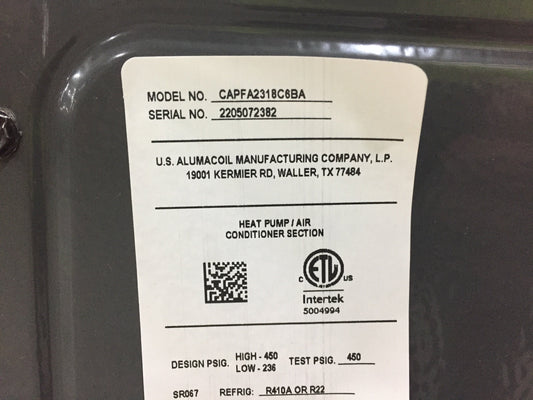 MODEL NO. CAPFA2318C6BA
SERIAL NO. 2205072382
U.S. ALUMACOIL MANUFACTURING COMPANY, L.P.
19001 KERMIER RD, WALLER, TX 77484
HEAT PUMP / AIR
CONDITIONER SECTION
ETL
C US
Intertek
5004994
DESIGN PSIG. HIGH - 450 TEST PSIG. 450
LOW - 236
SR067 REFRIG: R410A OR R22